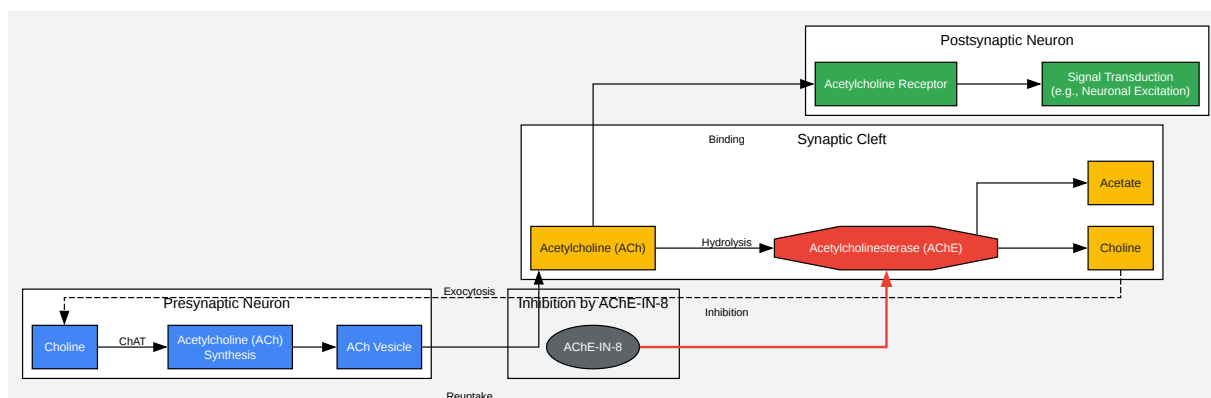 Postsynaptic Neuron
Acetylcholine Receptor
Signal Transduction
(e.g., Neuronal Excitation)
Binding
Synaptic Cleft
Acetate
Acetylcholine (ACh)
Hydrolysis
Acetylcholinesterase (AChE)
Choline
Exocytosis
Presynaptic Neuron
Inhibition by AChE-IN-8
Inhibition
Choline
ChAT
Acetylcholine (ACh)
Synthesis
ACh Vesicle
AChE-IN-8
Reuptake